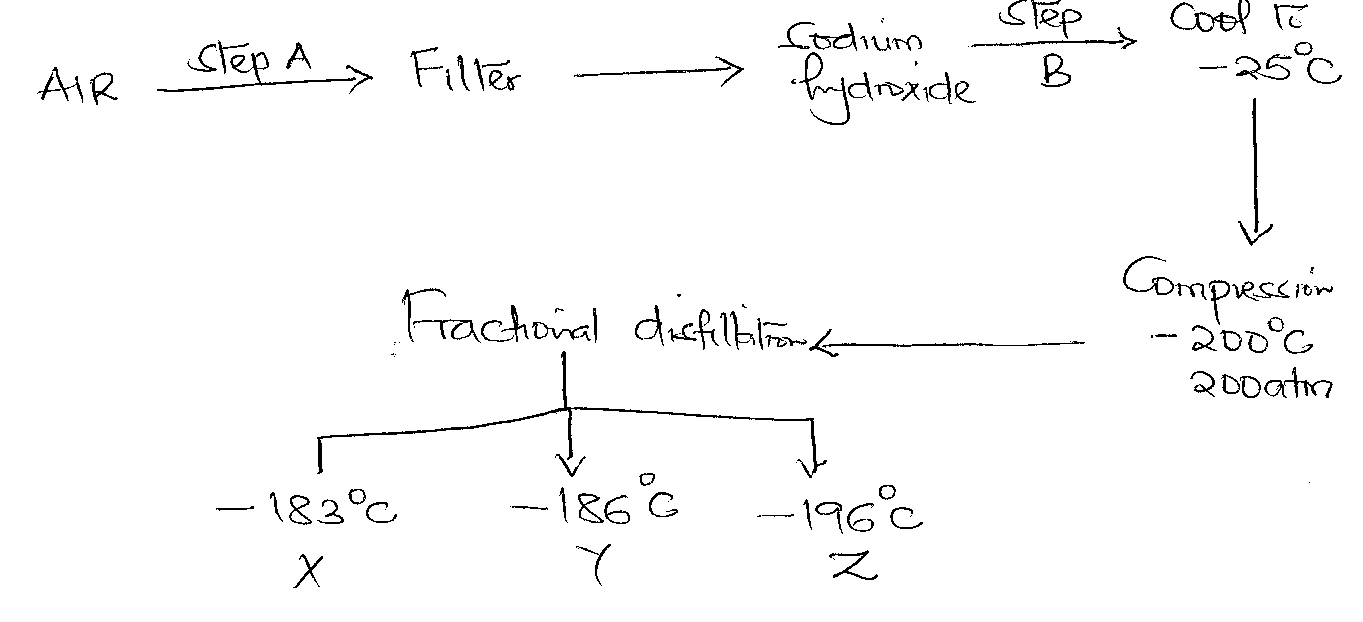 AIR Step A Filter Sodium hydroxide Step B Cool to -25°C
Compression
-200°C
200atm
Fractional distillation
-183°C -186°C -196°C
X Y Z